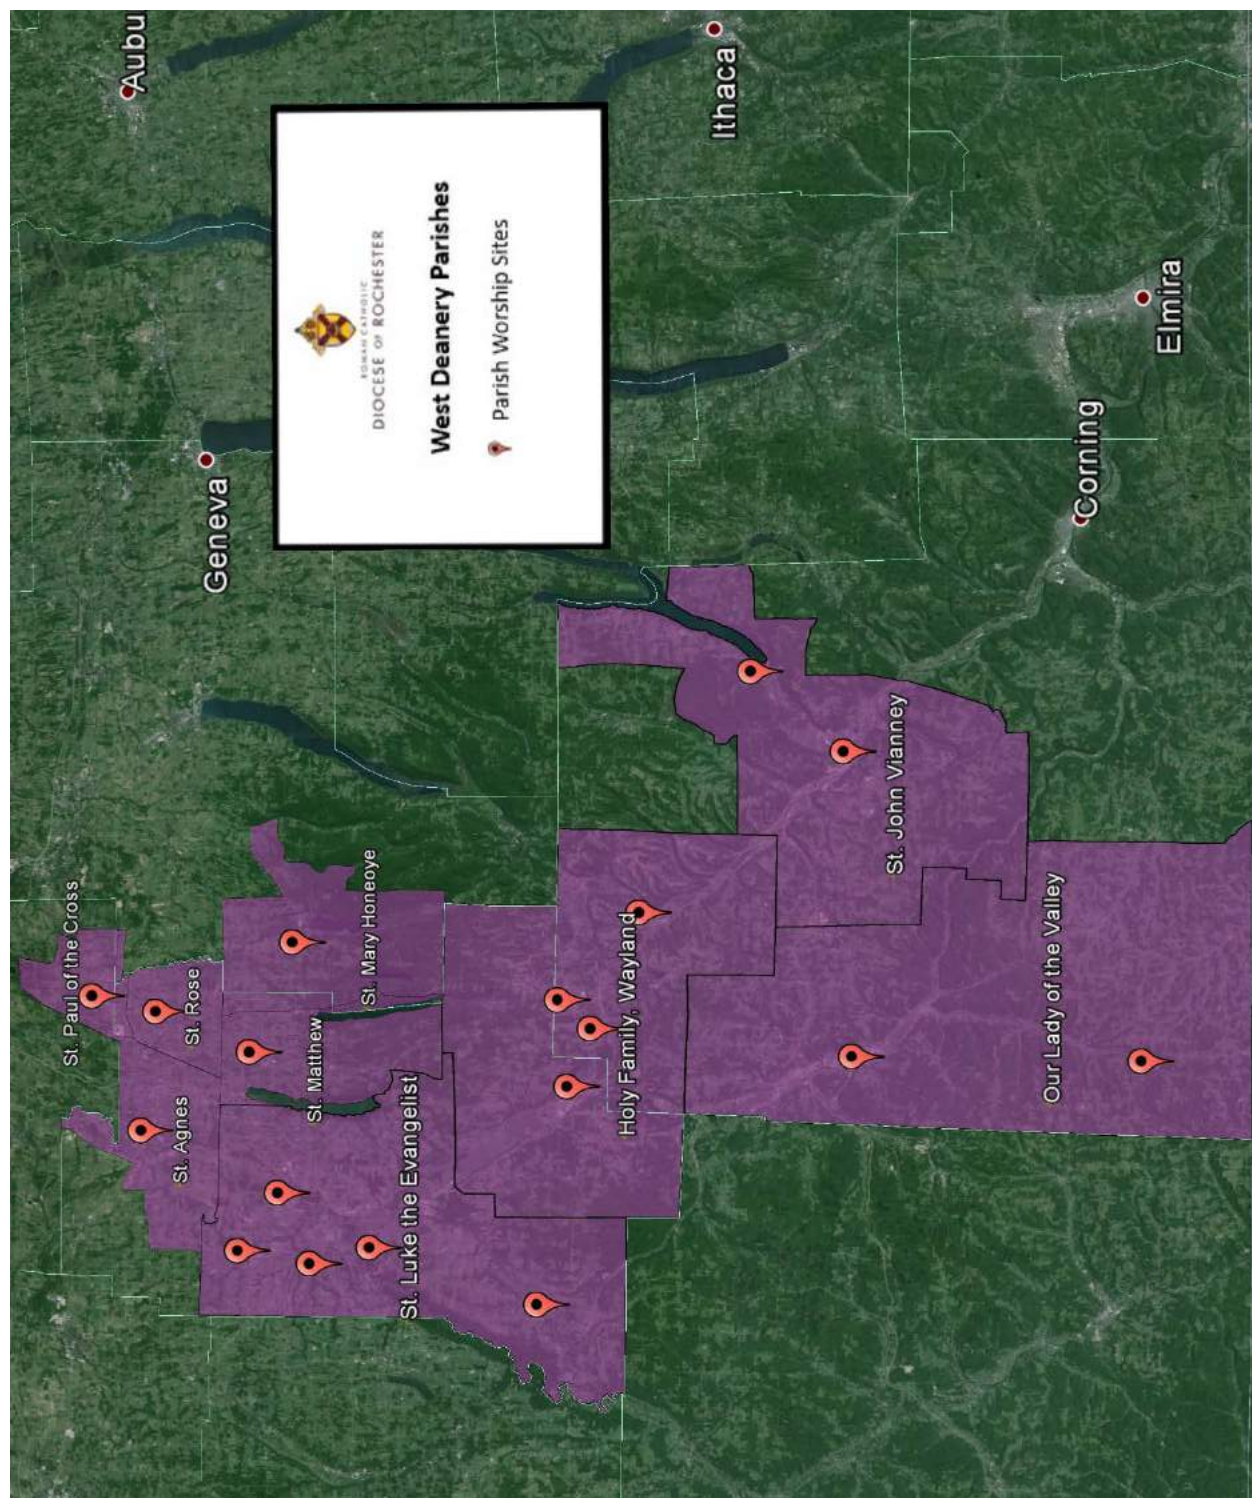 ROMAN CATHOLIC
DIOCESE OF ROCHESTER
West Deanery Parishes
Parish Worship Sites
St. Paul of the Cross
St. Agnes
St. Rose
St. Matthew
St. Mary Honeoye
St. Luke the Evangelist
Holy Family, Wayland
St. John Vianney
Our Lady of the Valley
Geneva
Aubu
Ithaca
Corning
Elmira